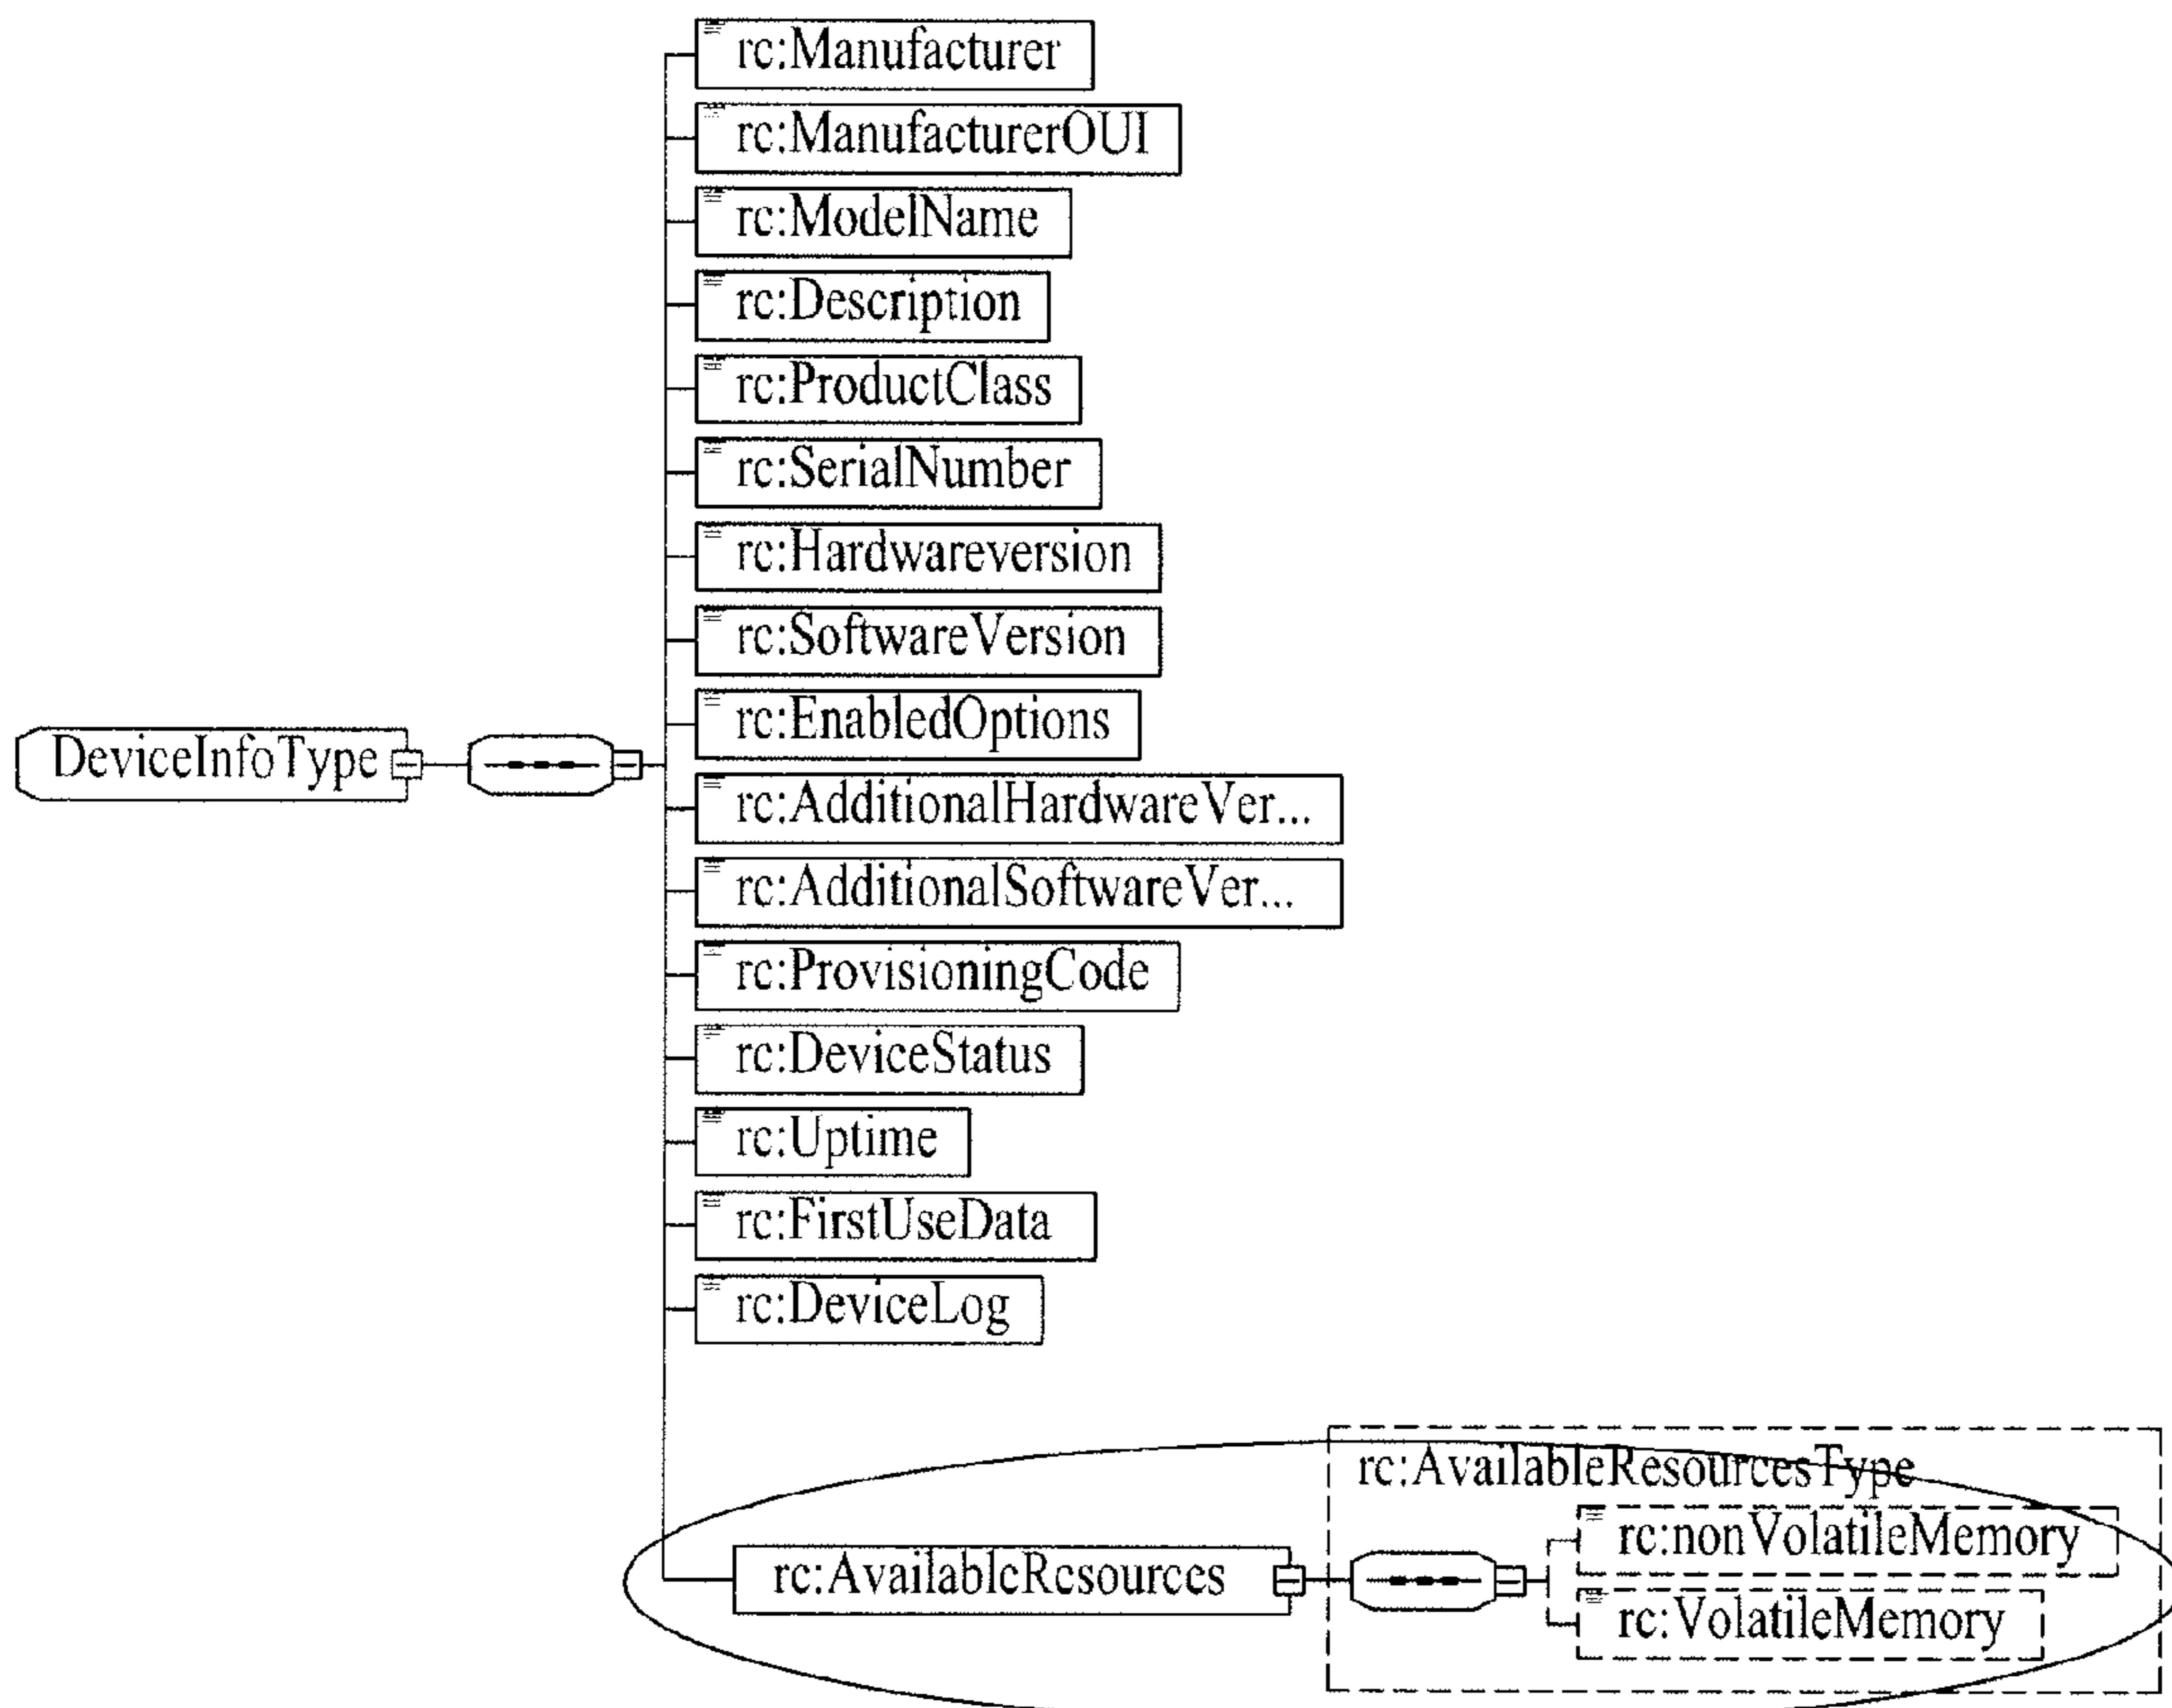 rc:Manufacturer
rc:ManufacturerOUI
rc:ModelName
rc:Description
rc:ProductClass
rc:SerialNumber
rc:Hardwareversion
rc:SoftwareVersion
rc:EnabledOptions
DeviceInfoType
rc:AdditionalHardwareVer...
rc:AdditionalSoftwareVer...
rc:ProvisioningCode
rc:DeviceStatus
rc:Uptime
rc:FirstUseData
rc:DeviceLog
rc:AvailableResourcesType
rc:nonVolatileMemory
rc:AvailableResources
rc:VolatileMemory